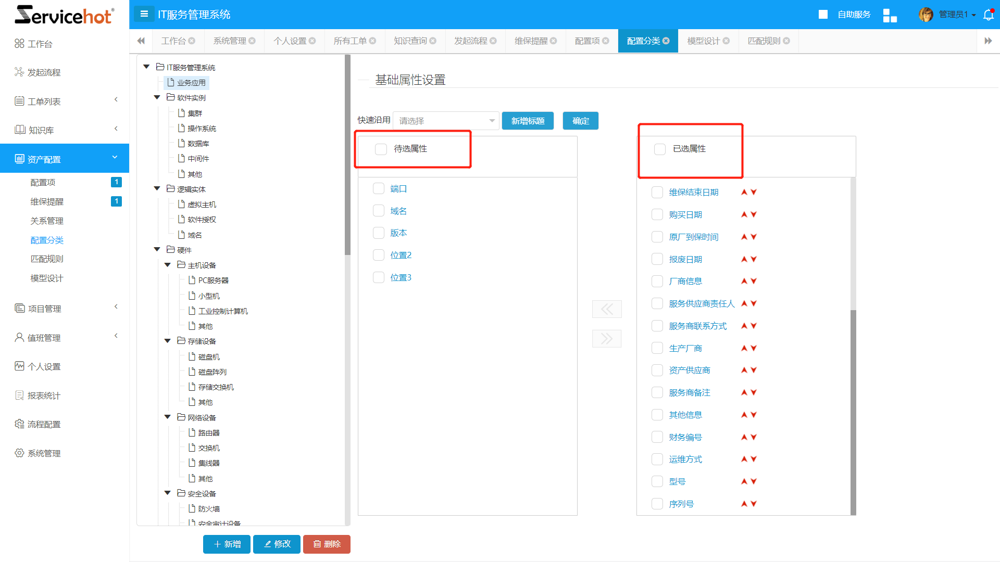 Servicehot®
IT服务管理系统
自助服务
管理员1
工作台
系统管理
个人设置
所有工单
知识查询
发起流程
维保提醒
配置项
配置分类
模型设计
匹配规则
工作台
发起流程
工单列表
知识库
资产配置
配置项 1
维保提醒 1
关系管理
配置分类
匹配规则
模型设计
项目管理
值班管理
个人设置
报表统计
流程配置
系统管理
IT服务管理系统
业务应用
软件实例
集群
操作系统
数据库
中间件
其他
逻辑实体
虚拟主机
软件授权
域名
硬件
主机设备
PC服务器
小型机
工业控制计算机
其他
存储设备
磁盘机
磁盘阵列
存储交换机
其他
网络设备
路由器
交换机
集线器
其他
安全设备
防火墙
安全审计设备
新增
修改
删除
基础属性设置
快速沿用 请选择 新增标题 确定
待选属性
端口
域名
版本
位置2
位置3
已选属性
维保结束日期
购买日期
原厂到保时间
报废日期
厂商信息
服务供应商责任人
服务商联系方式
生产厂商
资产供应商
服务商备注
其他信息
财务编号
运维方式
型号
序列号